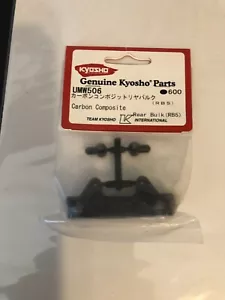 KYOSHO
Genuine Kyosho® Parts
UMW506
600
カーボンコンポジットリヤバルク
(RB5)
Carbon Composite
Rear Bulk(RB5)
TEAM KYOSHO K INTERNATIONAL